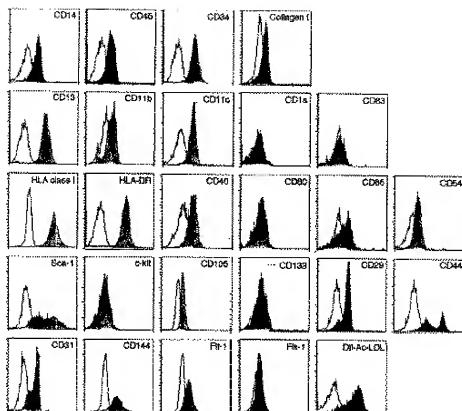 CD14 CD45 CD34 Collagen I
CD13 CD11b CD11c CD1a CD83
HLA class I HLA-DR CD40 CD80 CD86 CD54
Sca-1 c-kit CD105 CD133 CD29 CD44
CD31 CD144 Flt-1 Flk-1 DiI-Ac-LDL